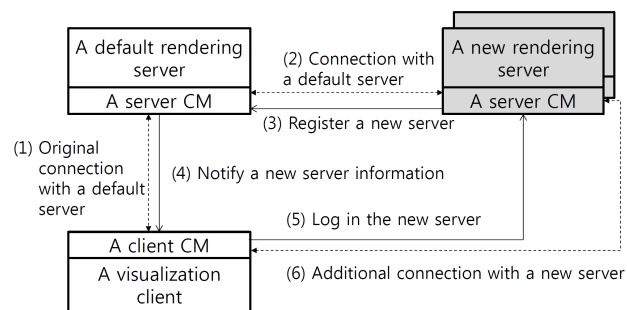 A default rendering
server
A server CM
(2) Connection with
a default server
A new rendering
server
A server CM
(3) Register a new server
(1) Original
connection
with a default
server
(4) Notify a new server information
(5) Log in the new server
A client CM
A visualization
client
(6) Additional connection with a new server